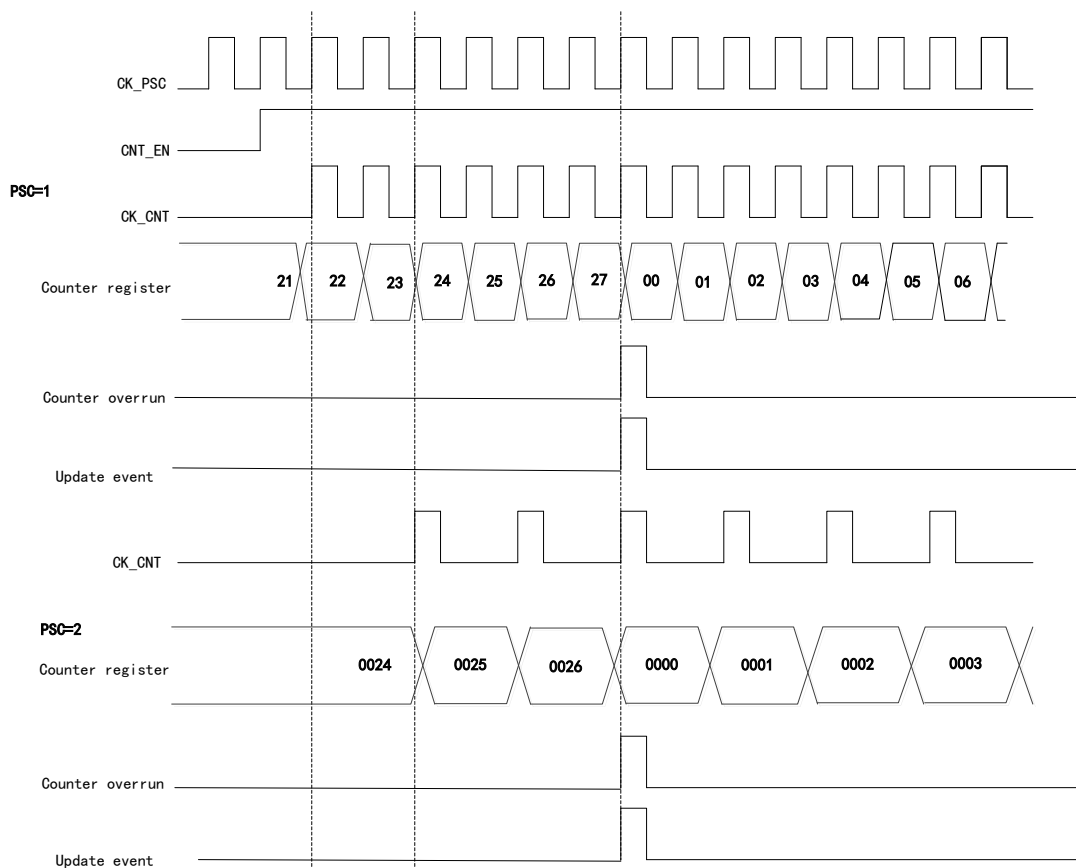 CK_PSC
CNT_EN
PSC=1
CK_CNT
Counter register 21 22 23 24 25 26 27 00 01 02 03 04 05 06
Counter overrun
Update event
CK_CNT
PSC=2
Counter register 0024 0025 0026 0000 0001 0002 0003
Counter overrun
Update event